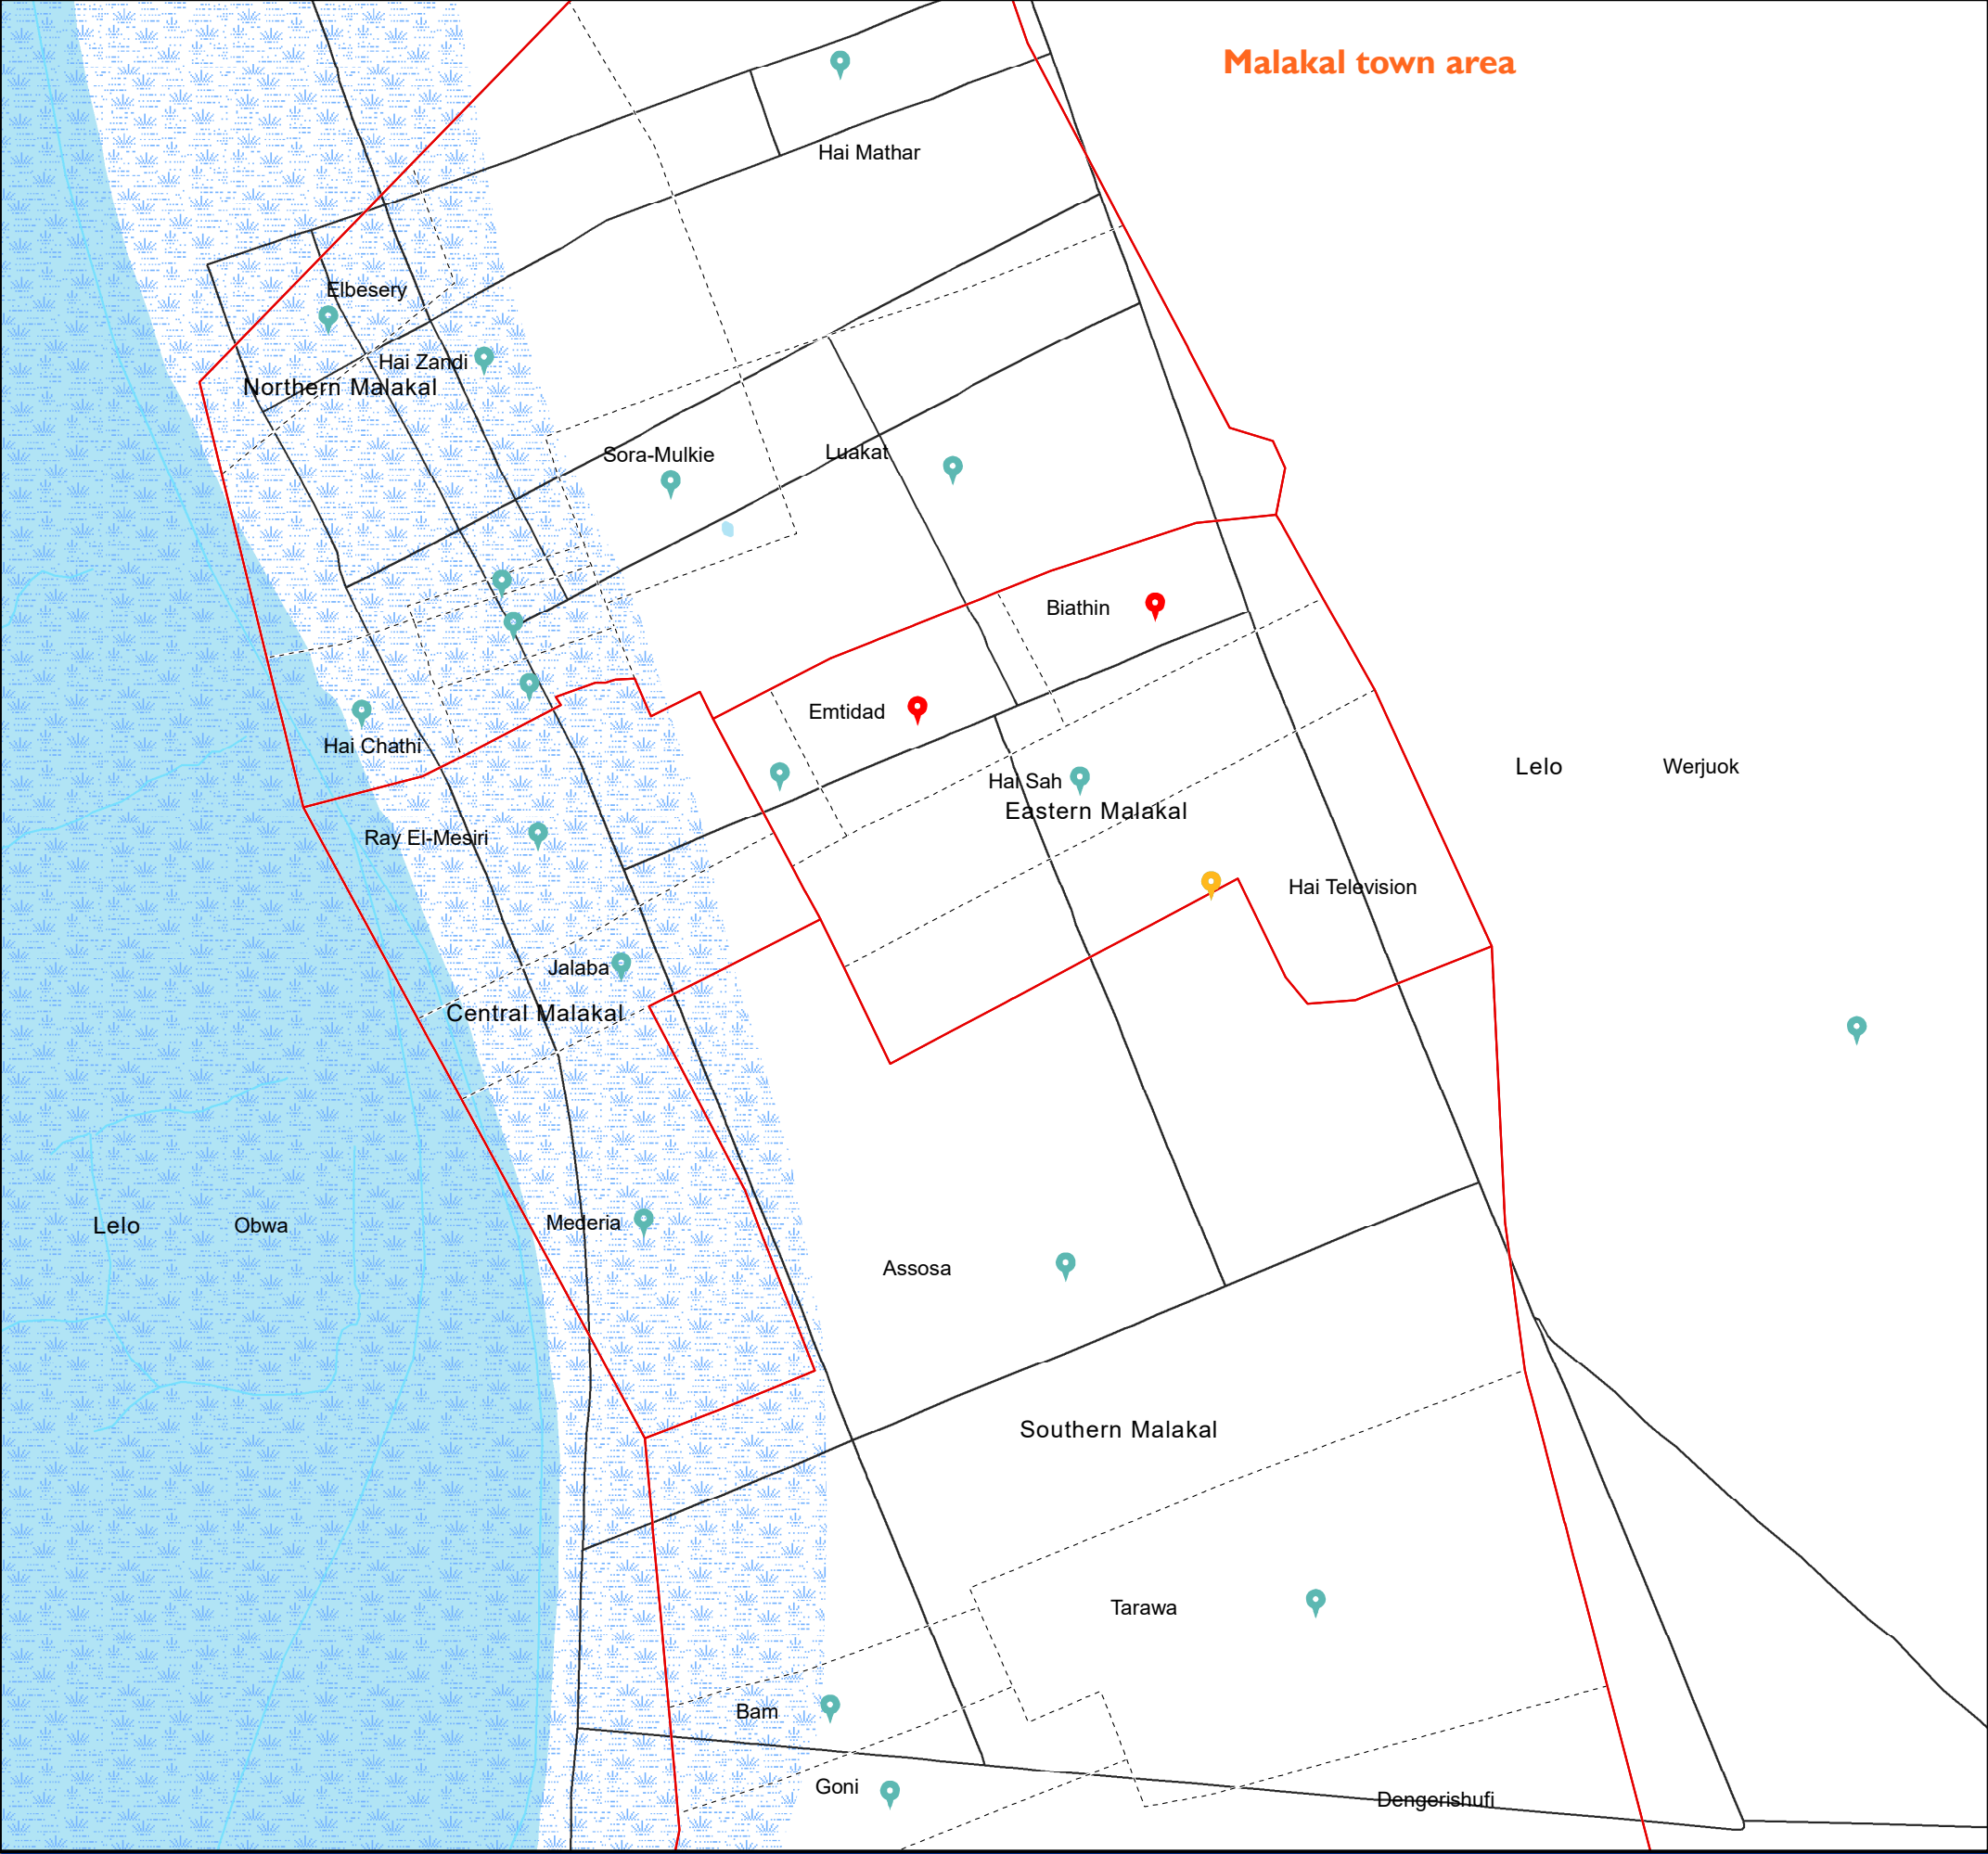 Malakal town area
Hai Mathar
Elbesery
Hai Zandi
Northern Malakal
Sora-Mulkie
Luakat
Biathin
Emtidad
Hai Chathi
Hai Sah
Lelo
Werjuok
Eastern Malakal
Ray El-Mesiri
Hai Television
Jalaba
Central Malakal
Mederia
Lelo
Obwa
Assosa
Southern Malakal
Tarawa
Bam
Goni
Dengerishufi